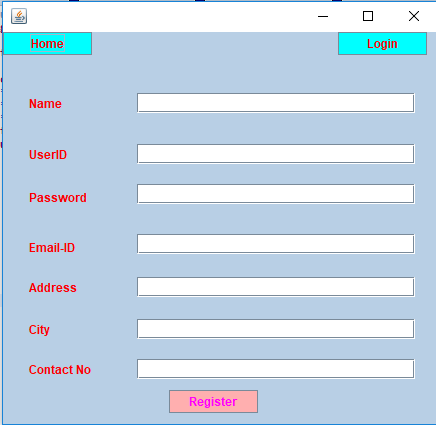 Home
Login
Name
UserID
Password
Email-ID
Address
City
Contact No
Register